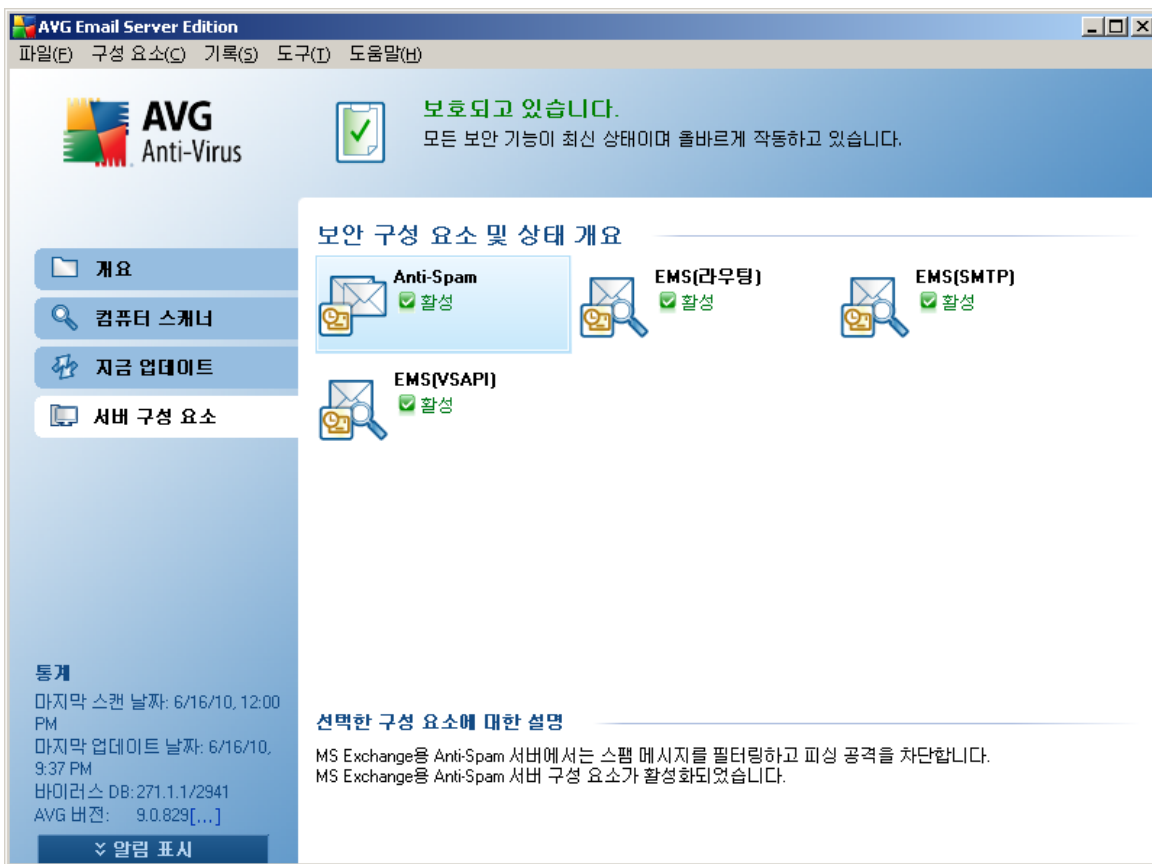 AVG Email Server Edition
파일(F) 구성 요소(C) 기록(S) 도구(T) 도움말(H)
AVG
Anti-Virus
보호되고 있습니다.
모든 보안 기능이 최신 상태이며 올바르게 작동하고 있습니다.
개요
컴퓨터 스캐너
지금 업데이트
서버 구성 요소
보안 구성 요소 및 상태 개요
Anti-Spam
활성
EMS(라우팅)
활성
EMS(SMTP)
활성
EMS(VSAPI)
활성
통계
마지막 스캔 날짜: 6/16/10, 12:00
PM
마지막 업데이트 날짜: 6/16/10,
9:37 PM
바이러스 DB: 271.1.1/2941
AVG 버전: 9.0.829[...]
알림 표시
선택한 구성 요소에 대한 설명
MS Exchange용 Anti-Spam 서버에서는 스팸 메시지를 필터링하고 피싱 공격을 차단합니다.
MS Exchange용 Anti-Spam 서버 구성 요소가 활성화되었습니다.